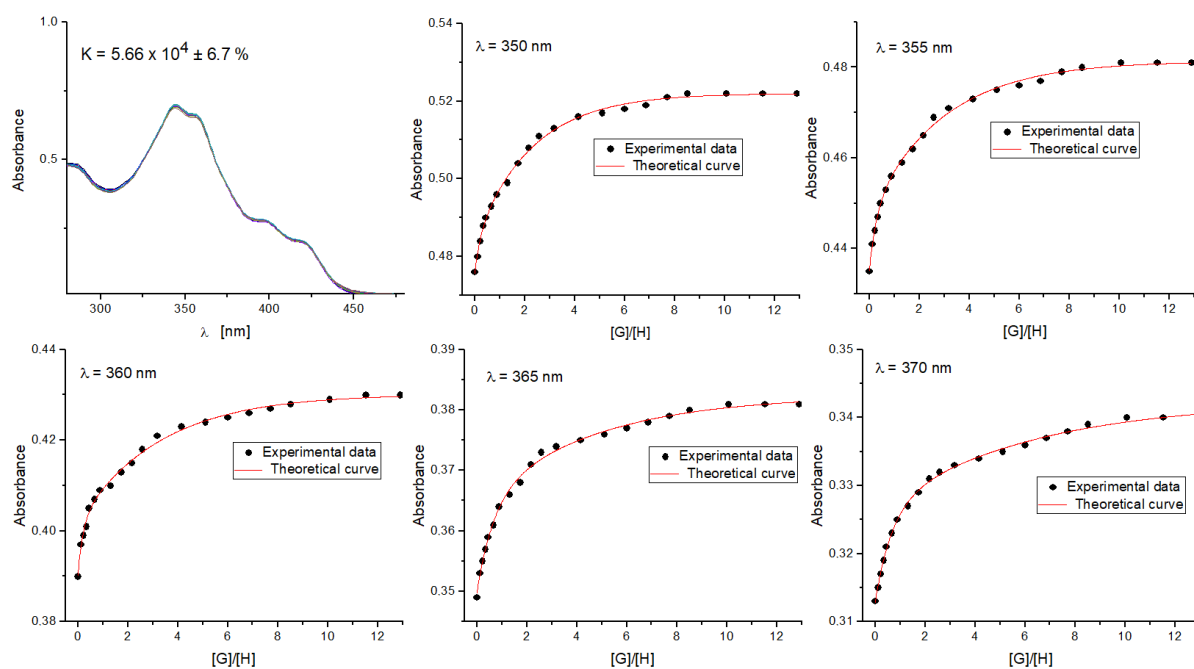 1.0
K = 5.66 x 10⁴ ± 6.7 %
0.5
Absorbance
300 350 400 450
λ [nm]
0.54
λ = 350 nm
0.52
0.50
0.48
Absorbance
Experimental data
Theoretical curve
0 2 4 6 8 10 12
[G]/[H]
λ = 355 nm
0.48
0.46
0.44
Absorbance
Experimental data
Theoretical curve
0 2 4 6 8 10 12
[G]/[H]
0.44
λ = 360 nm
0.42
0.40
0.38
Absorbance
Experimental data
Theoretical curve
0 2 4 6 8 10 12
[G]/[H]
0.39
λ = 365 nm
0.38
0.37
0.36
0.35
Absorbance
Experimental data
Theoretical curve
0 2 4 6 8 10 12
[G]/[H]
0.35
λ = 370 nm
0.34
0.33
0.32
0.31
Absorbance
Experimental data
Theoretical curve
0 2 4 6 8 10 12
[G]/[H]